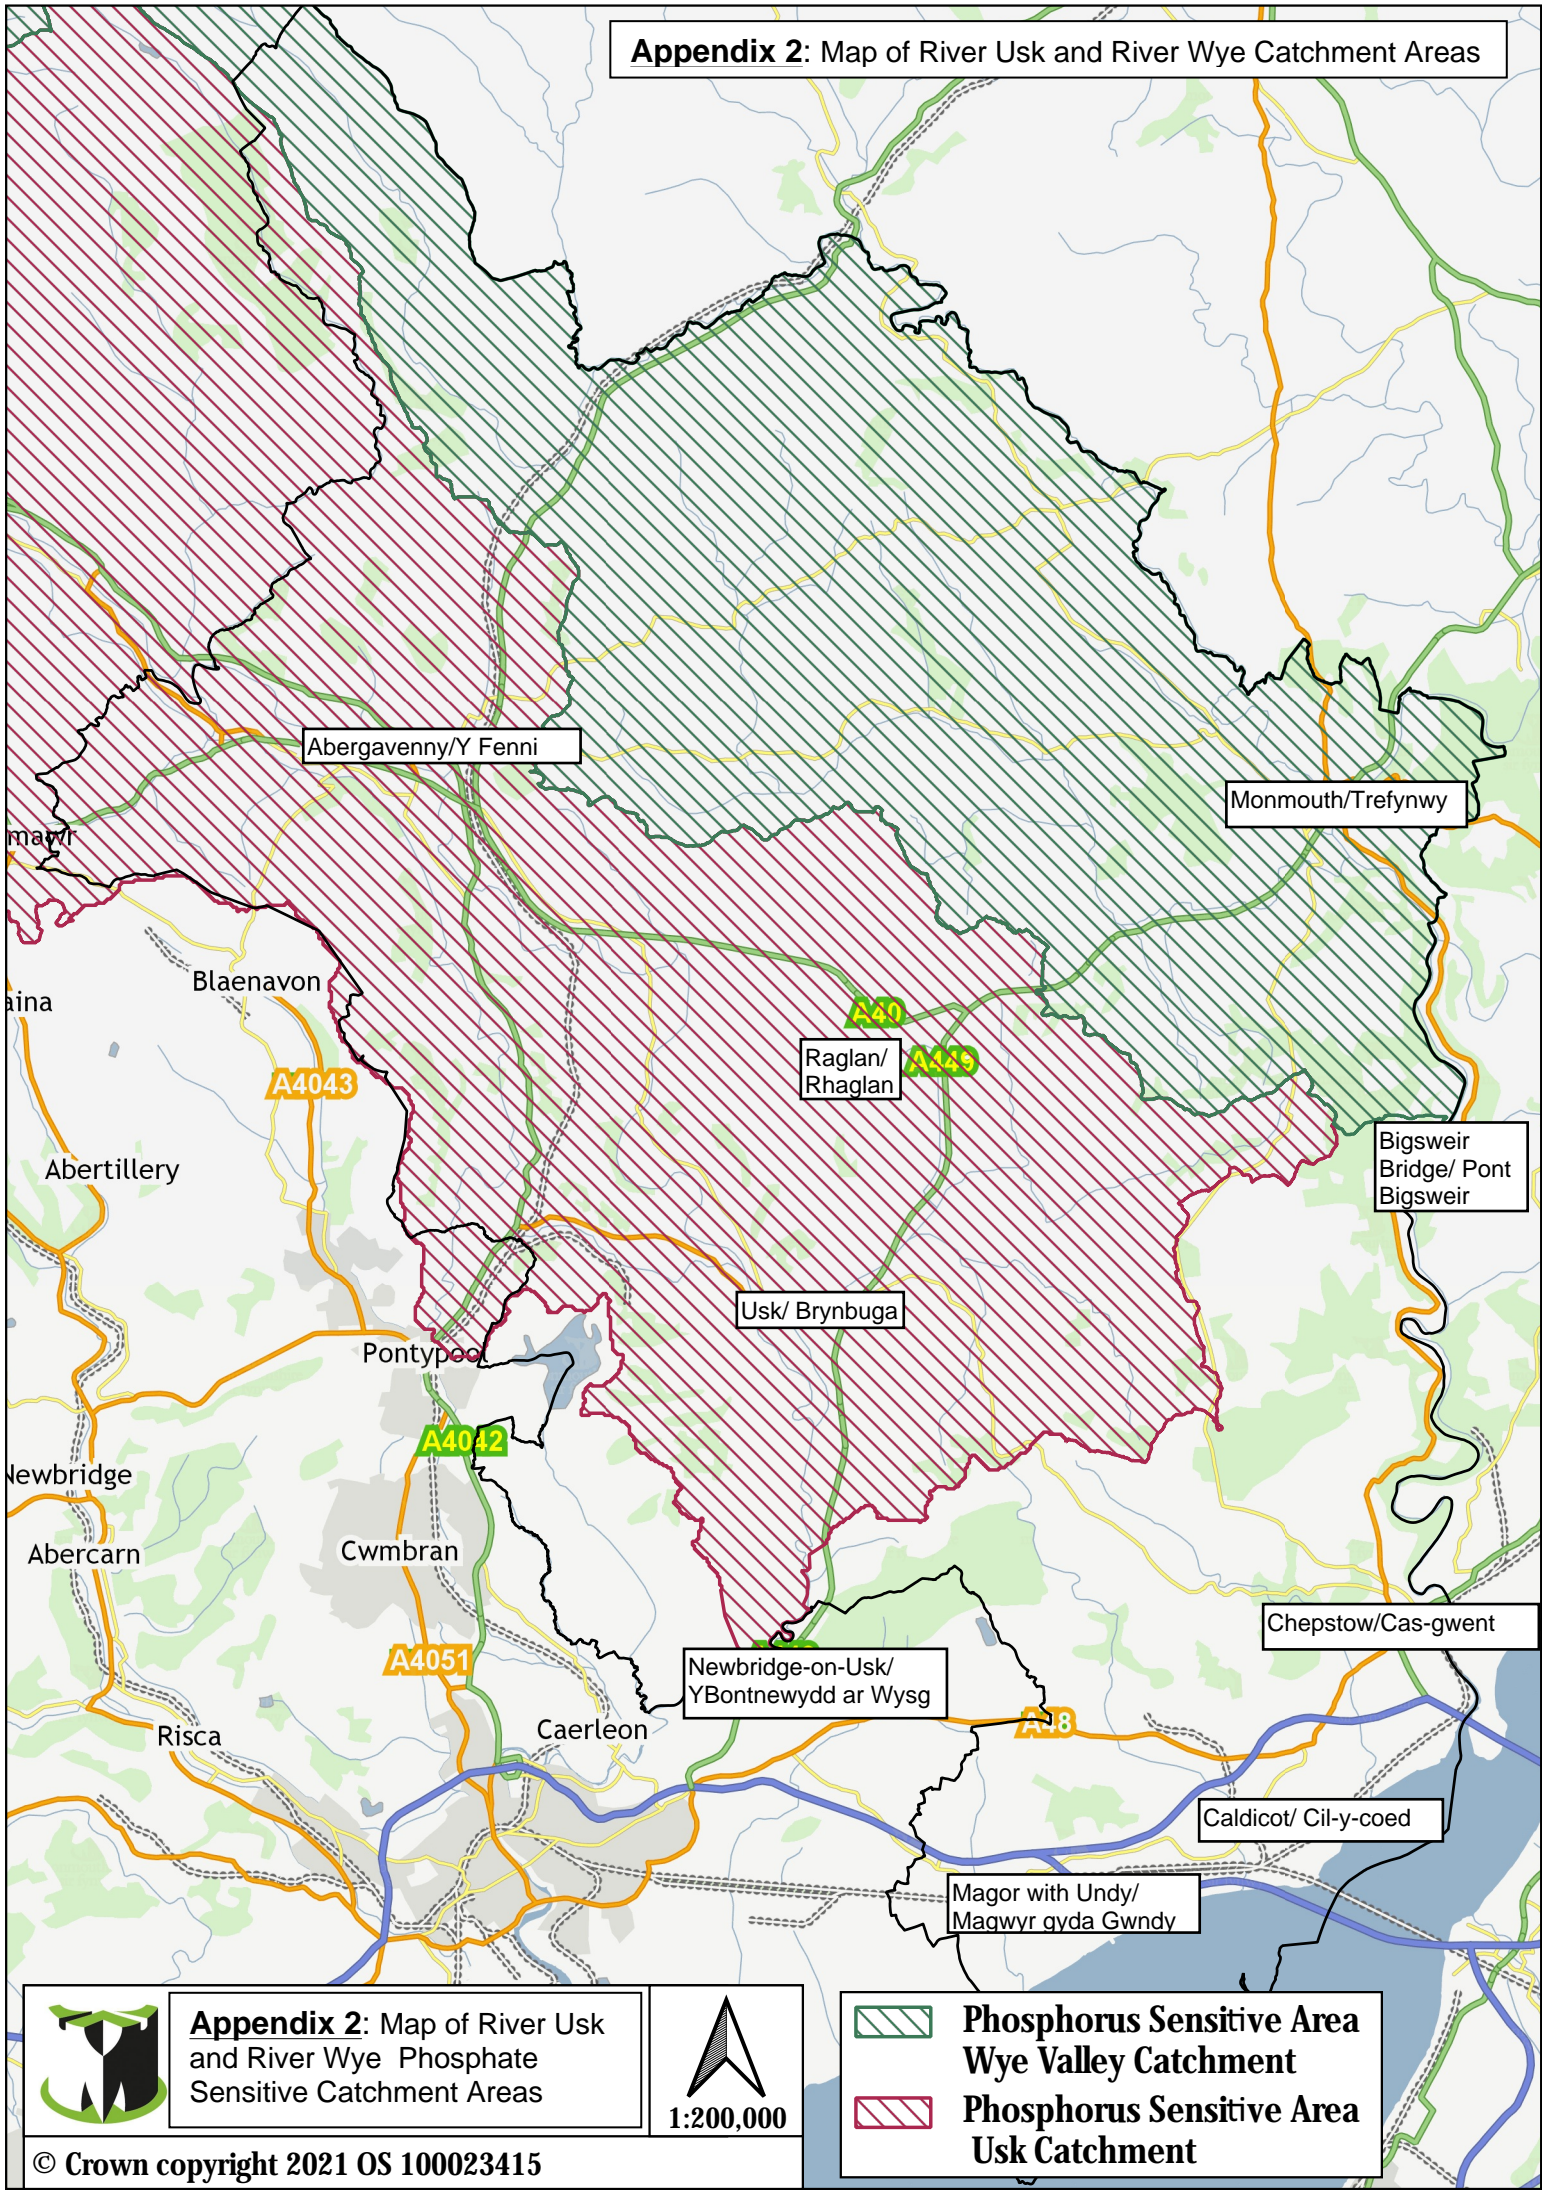 Appendix 2: Map of River Usk and River Wye Catchment Areas
Abergavenny/Y Fenni
Monmouth/Trefynwy
mawr
Blaenavon
aina
A40
Raglan/
Rhaglan
A449
A4043
Abertillery
Bigsweir
Bridge/ Pont
Bigsweir
Usk/ Brynbuga
Pontypool
A4042
Newbridge
Abercarn
Cwmbran
Chepstow/Cas-gwent
A4051
Newbridge-on-Usk/
YBontnewydd ar Wysg
A48
Risca
Caerleon
Caldicot/ Cil-y-coed
Magor with Undy/
Magwyr gyda Gwndy
Appendix 2: Map of River Usk
and River Wye Phosphate
Sensitive Catchment Areas
1:200,000
© Crown copyright 2021 OS 100023415
Phosphorus Sensitive Area
Wye Valley Catchment
Phosphorus Sensitive Area
Usk Catchment